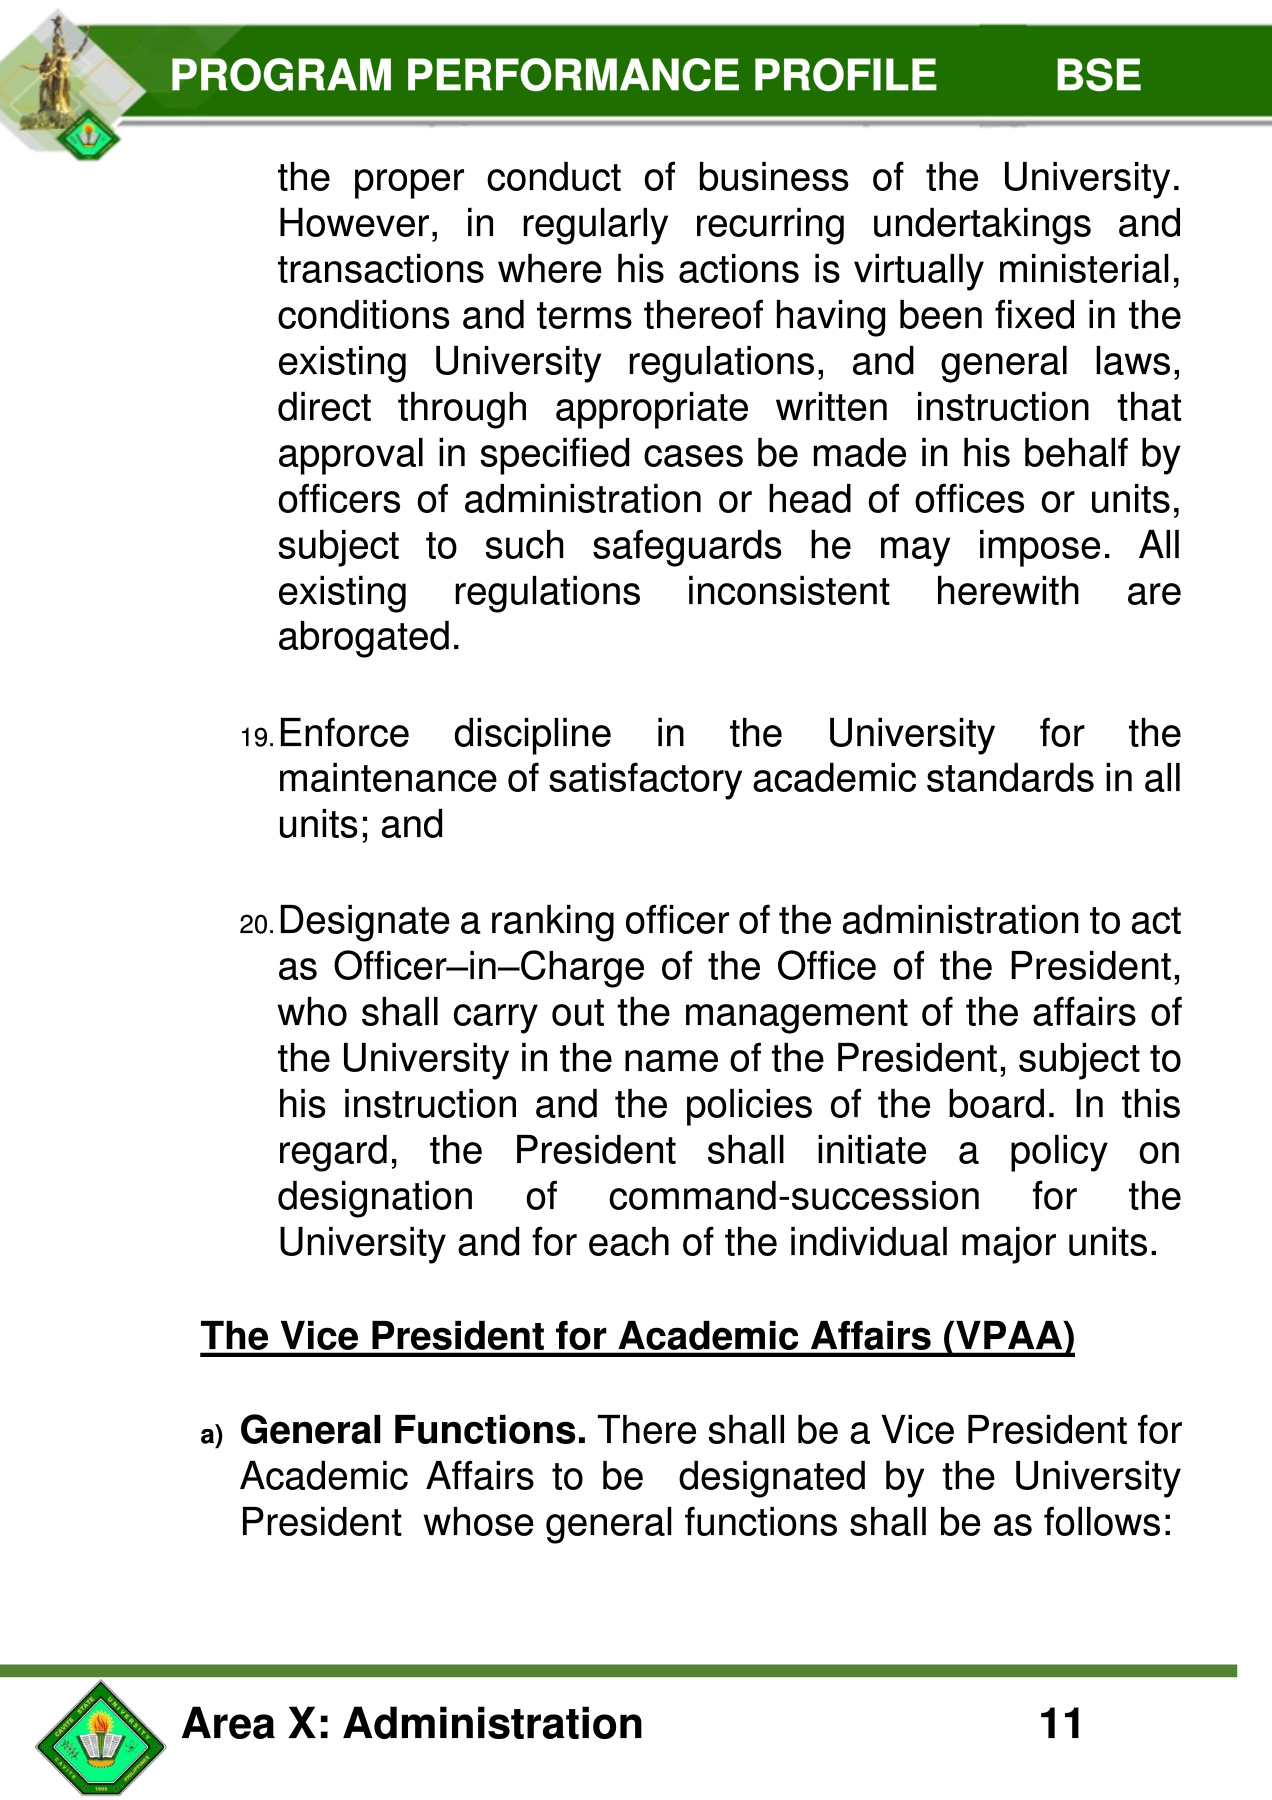 PROGRAM PERFORMANCE PROFILE BSE
the proper conduct of business of the University.
However, in regularly recurring undertakings and
transactions where his actions is virtually ministerial,
conditions and terms thereof having been fixed in the
existing University regulations, and general laws,
direct through appropriate written instruction that
approval in specified cases be made in his behalf by
officers of administration or head of offices or units,
subject to such safeguards he may impose. All
existing regulations inconsistent herewith are
abrogated.
19. Enforce discipline in the University for the
maintenance of satisfactory academic standards in all
units; and
20. Designate a ranking officer of the administration to act
as Officer–in–Charge of the Office of the President,
who shall carry out the management of the affairs of
the University in the name of the President, subject to
his instruction and the policies of the board. In this
regard, the President shall initiate a policy on
designation of command-succession for the
University and for each of the individual major units.
The Vice President for Academic Affairs (VPAA)
a) General Functions. There shall be a Vice President for
Academic Affairs to be designated by the University
President whose general functions shall be as follows:
CAVITE STATE UNIVERSITY
CAVITE PHILIPPINES
1906
Area X: Administration 11